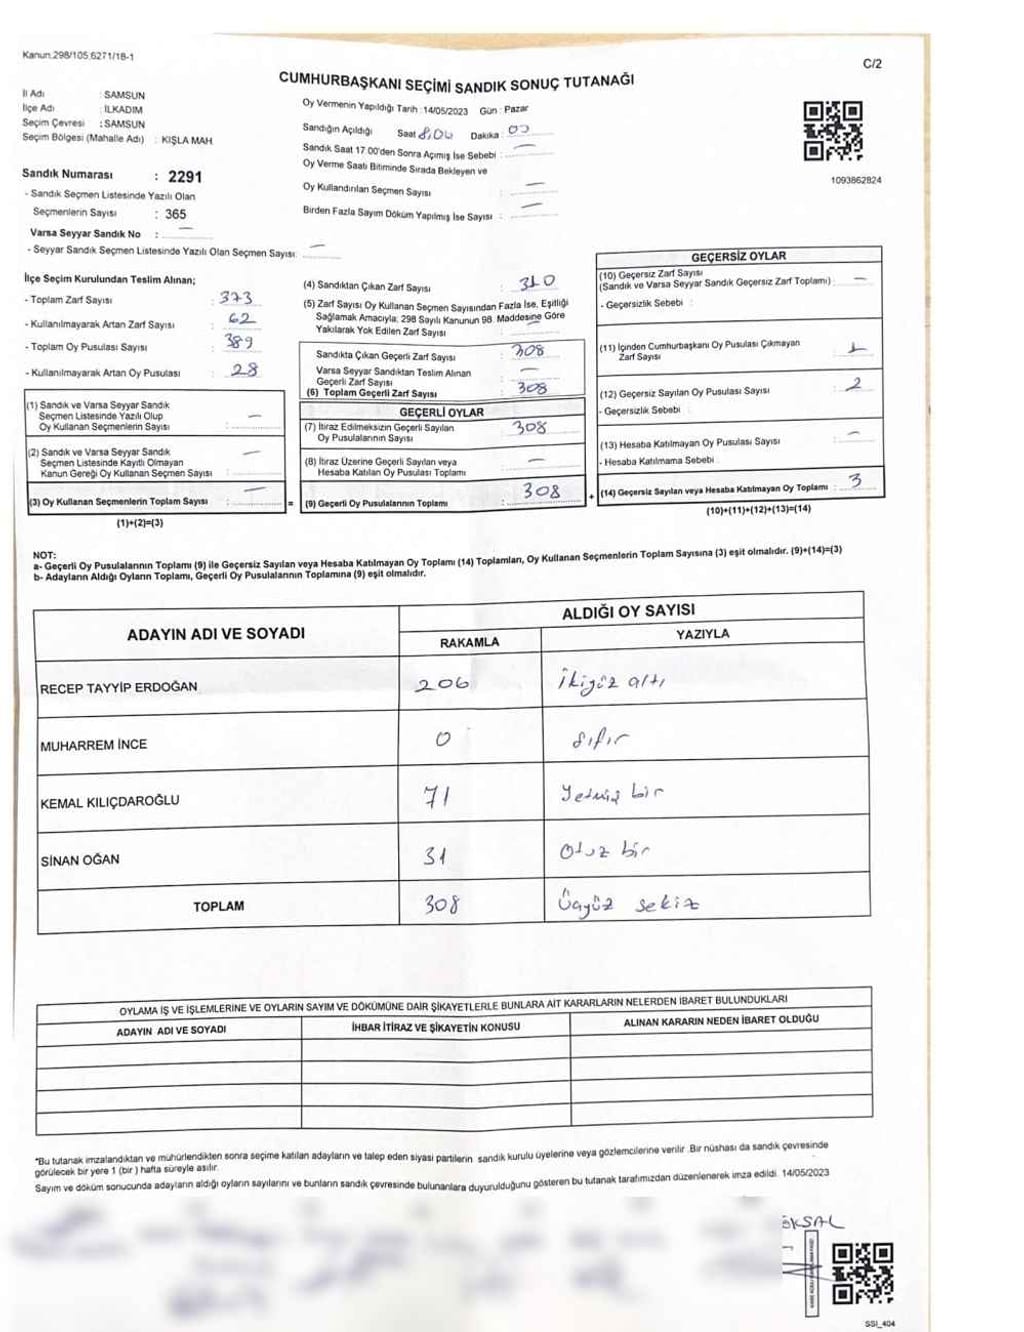 Kanun.298/105.6271/18-1
C/2
CUMHURBAŞKANI SEÇİMİ SANDIK SONUÇ TUTANAĞI
İl Adı : SAMSUN
İlçe Adı : İLKADIM
Seçim Çevresi : SAMSUN
Seçim Bölgesi (Mahalle Adı) : KIŞLA MAH
Sandık Numarası : 2291
- Sandık Seçmen Listesinde Yazılı Olan
Seçmenlerin Sayısı : 365
Varsa Seyyar Sandık No : —
- Seyyar Sandık Seçmen Listesinde Yazılı Olan Seçmen Sayısı: —
Oy Vermenin Yapıldığı Tarih : 14/05/2023 Gün : Pazar
Sandığın Açıldığı Saat 8:00 Dakika : 00
Sandık Saat 17.00'den Sonra Açımış İse Sebebi : —
Oy Verme Saati Bitiminde Sırada Bekleyen ve
Oy Kullandırılan Seçmen Sayısı —
Birden Fazla Sayım Döküm Yapılmış İse Sayısı : —
1093862824
İlçe Seçim Kurulundan Teslim Alınan;
- Toplam Zarf Sayısı : 373
- Kullanılmayarak Artan Zarf Sayısı : 62
- Toplam Oy Pusulası Sayısı : 389
- Kullanılmayarak Artan Oy Pusulası : 28
(1) Sandık ve Varsa Seyyar Sandık
Seçmen Listesinde Yazılı Olup
Oy Kullanan Seçmenlerin Sayısı : —
(2) Sandık ve Varsa Seyyar Sandık
Seçmen Listesinde Kayıtlı Olmayan
Kanun Gereği Oy Kullanan Seçmen Sayısı : —
(3) Oy Kullanan Seçmenlerin Toplam Sayısı : —
(1)+(2)=(3)
=
(4) Sandıktan Çıkan Zarf Sayısı : 310
(5) Zarf Sayısı Oy Kullanan Seçmen Sayısından Fazla İse, Eşitliği
Sağlamak Amacıyla; 298 Sayılı Kanunun 98. Maddesine Göre
Yakılarak Yok Edilen Zarf Sayısı : —
Sandıkta Çıkan Geçerli Zarf Sayısı : 308
Varsa Seyyar Sandıktan Teslim Alınan
Geçerli Zarf Sayısı : —
(6) Toplam Geçerli Zarf Sayısı : 308
GEÇERLİ OYLAR
(7) İtiraz Edilmeksizin Geçerli Sayılan
Oy Pusulalarının Sayısı : 308
(8) İtiraz Üzerine Geçerli Sayılan veya
Hesaba Katılan Oy Pusulası Toplamı : —
(9) Geçerli Oy Pusulalarının Toplamı : 308
+
GEÇERSİZ OYLAR
(10) Geçersiz Zarf Sayısı
(Sandık ve Varsa Seyyar Sandık Geçersiz Zarf Toplamı) : —
- Geçersizlik Sebebi :
(11) İçinden Cumhurbaşkanı Oy Pusulası Çıkmayan
Zarf Sayısı : 1
(12) Geçersiz Sayılan Oy Pusulası Sayısı : 2
- Geçersizlik Sebebi :
(13) Hesaba Katılmayan Oy Pusulası Sayısı : —
- Hesaba Katılmama Sebebi :
(14) Geçersiz Sayılan veya Hesaba Katılmayan Oy Toplamı : 3
(10)+(11)+(12)+(13)=(14)
NOT:
a- Geçerli Oy Pusulalarının Toplamı (9) ile Geçersiz Sayılan veya Hesaba Katılmayan Oy Toplamı (14) Toplamları, Oy Kullanan Seçmenlerin Toplam Sayısına (3) eşit olmalıdır. (9)+(14)=(3)
b- Adayların Aldığı Oyların Toplamı, Geçerli Oy Pusulalarının Toplamına (9) eşit olmalıdır.
ADAYIN ADI VE SOYADI
ALDIĞI OY SAYISI
RAKAMLA YAZIYLA
RECEP TAYYİP ERDOĞAN 206 İkiyüz altı
MUHARREM İNCE 0 sıfır
KEMAL KILIÇDAROĞLU 71 Yetmiş bir
SİNAN OĞAN 31 Otuz bir
TOPLAM 308 Üçyüz sekiz
OYLAMA İŞ VE İŞLEMLERİNE VE OYLARIN SAYIM VE DÖKÜMÜNE DAİR ŞİKAYETLERLE BUNLARA AİT KARARLARIN NELERDEN İBARET BULUNDUKLARI
ADAYIN ADI VE SOYADI İHBAR İTİRAZ VE ŞİKAYETİN KONUSU ALINAN KARARIN NEDEN İBARET OLDUĞU
*Bu tutanak imzalandıktan ve mühürlendikten sonra seçime katılan adayların ve talep eden siyasi partilerin sandık kurulu üyelerine veya gözlemcilerine verilir .Bir nüshası da sandık çevresinde
görülecek bir yere 1 (bir ) hafta süreyle asılır.
Sayım ve döküm sonucunda adayların aldığı oyların sayılarını ve bunların sandık çevresinde bulunanlara duyurulduğunu gösteren bu tutanak tarafımızdan düzenlenerek imza edildi. 14/05/2023
ÖKSAL
SSI_404